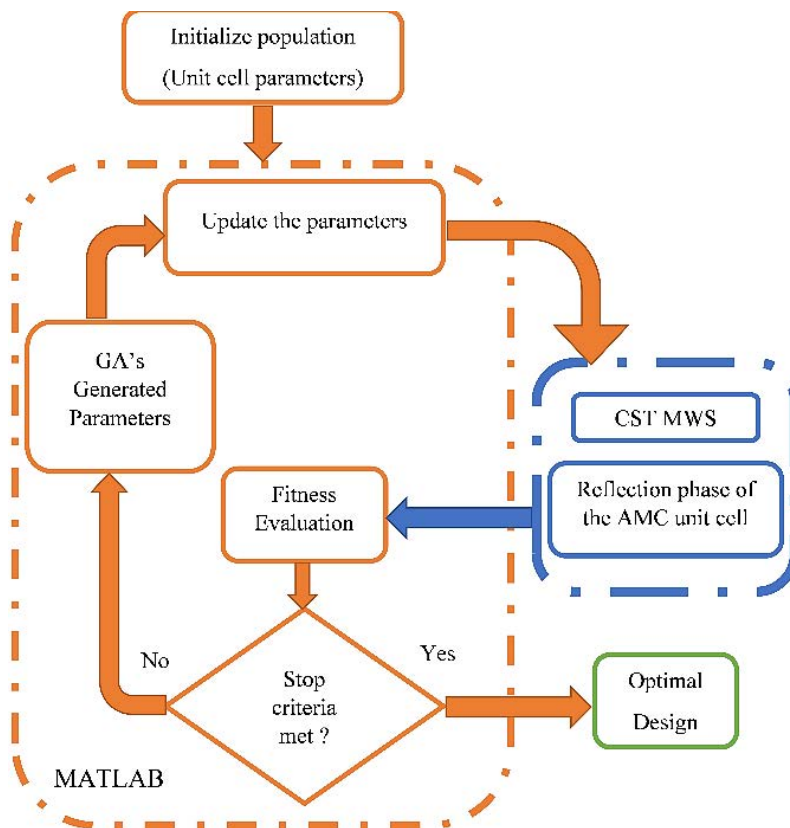 Initialize population
(Unit cell parameters)
Update the parameters
GA's
Generated
Parameters
CST MWS
Reflection phase of
the AMC unit cell
Fitness
Evaluation
No
Yes
Stop
criteria
met ?
Optimal
Design
MATLAB